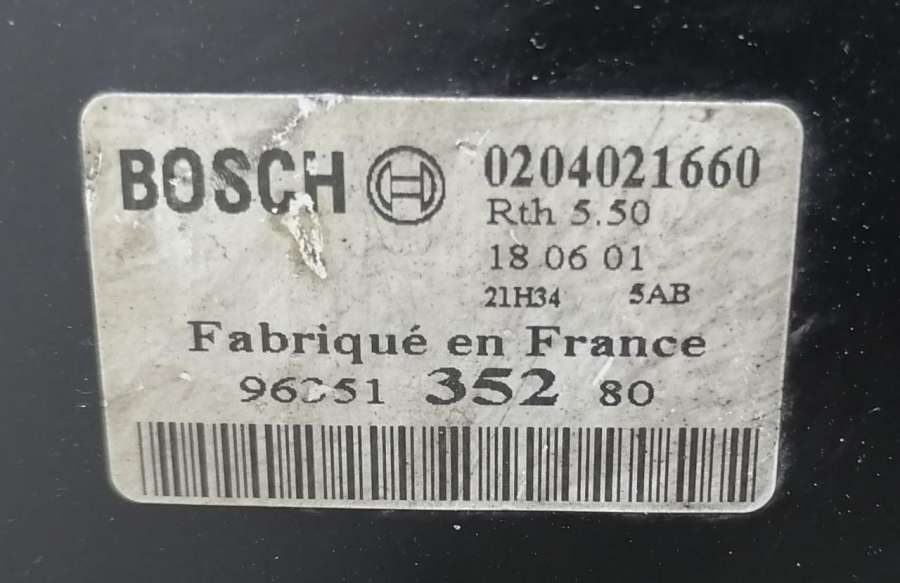 BOSCH 0204021660
Rth 5.50
18 06 01
21H34 5AB
Fabriqué en France
352 80